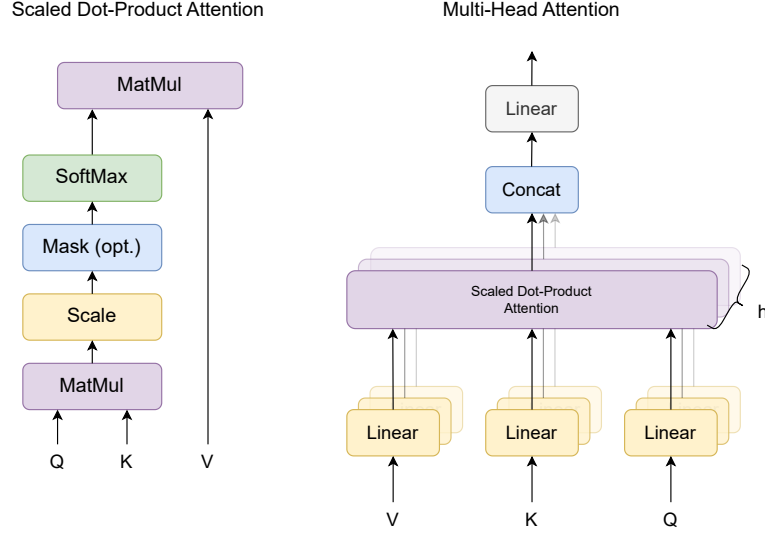 Scaled Dot-Product Attention
MatMul
SoftMax
Mask (opt.)
Scale
MatMul
Q
K
V
Multi-Head Attention
Linear
Concat
Scaled Dot-Product
Attention
h
Linear
Linear
Linear
V
K
Q